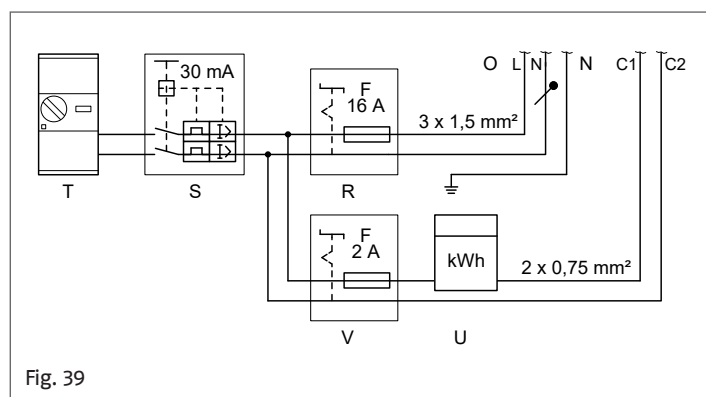 30 mA
F
16 A
O L N N C1 C2
3 x 1,5 mm²
T S R
F
2 A
kWh
2 x 0,75 mm²
V U
Fig. 39